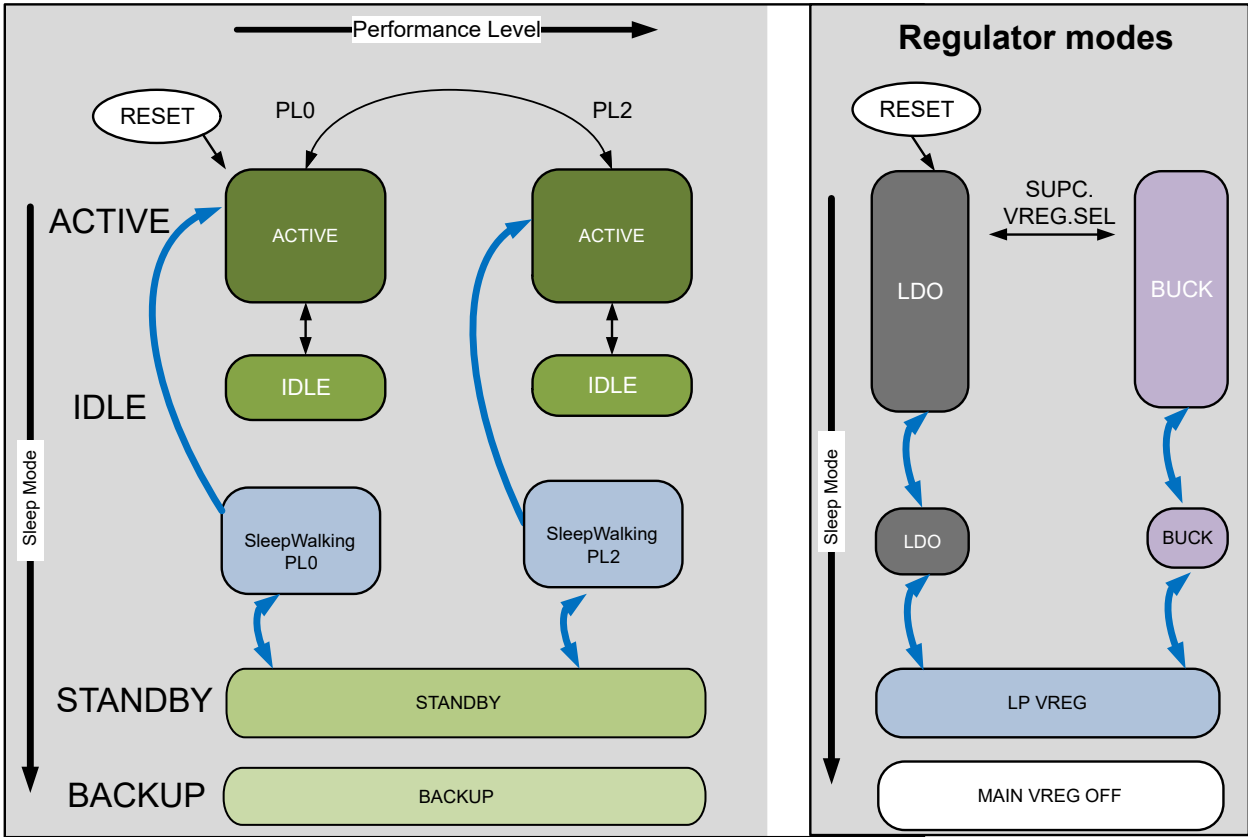 Performance Level
Regulator modes
RESET
PL0
PL2
RESET
ACTIVE
ACTIVE
ACTIVE
LDO
SUPC.
VREG.SEL
BUCK
IDLE
IDLE
IDLE
Sleep Mode
Sleep Mode
SleepWalking
PL0
SleepWalking
PL2
LDO
BUCK
STANDBY
STANDBY
LP VREG
BACKUP
BACKUP
MAIN VREG OFF